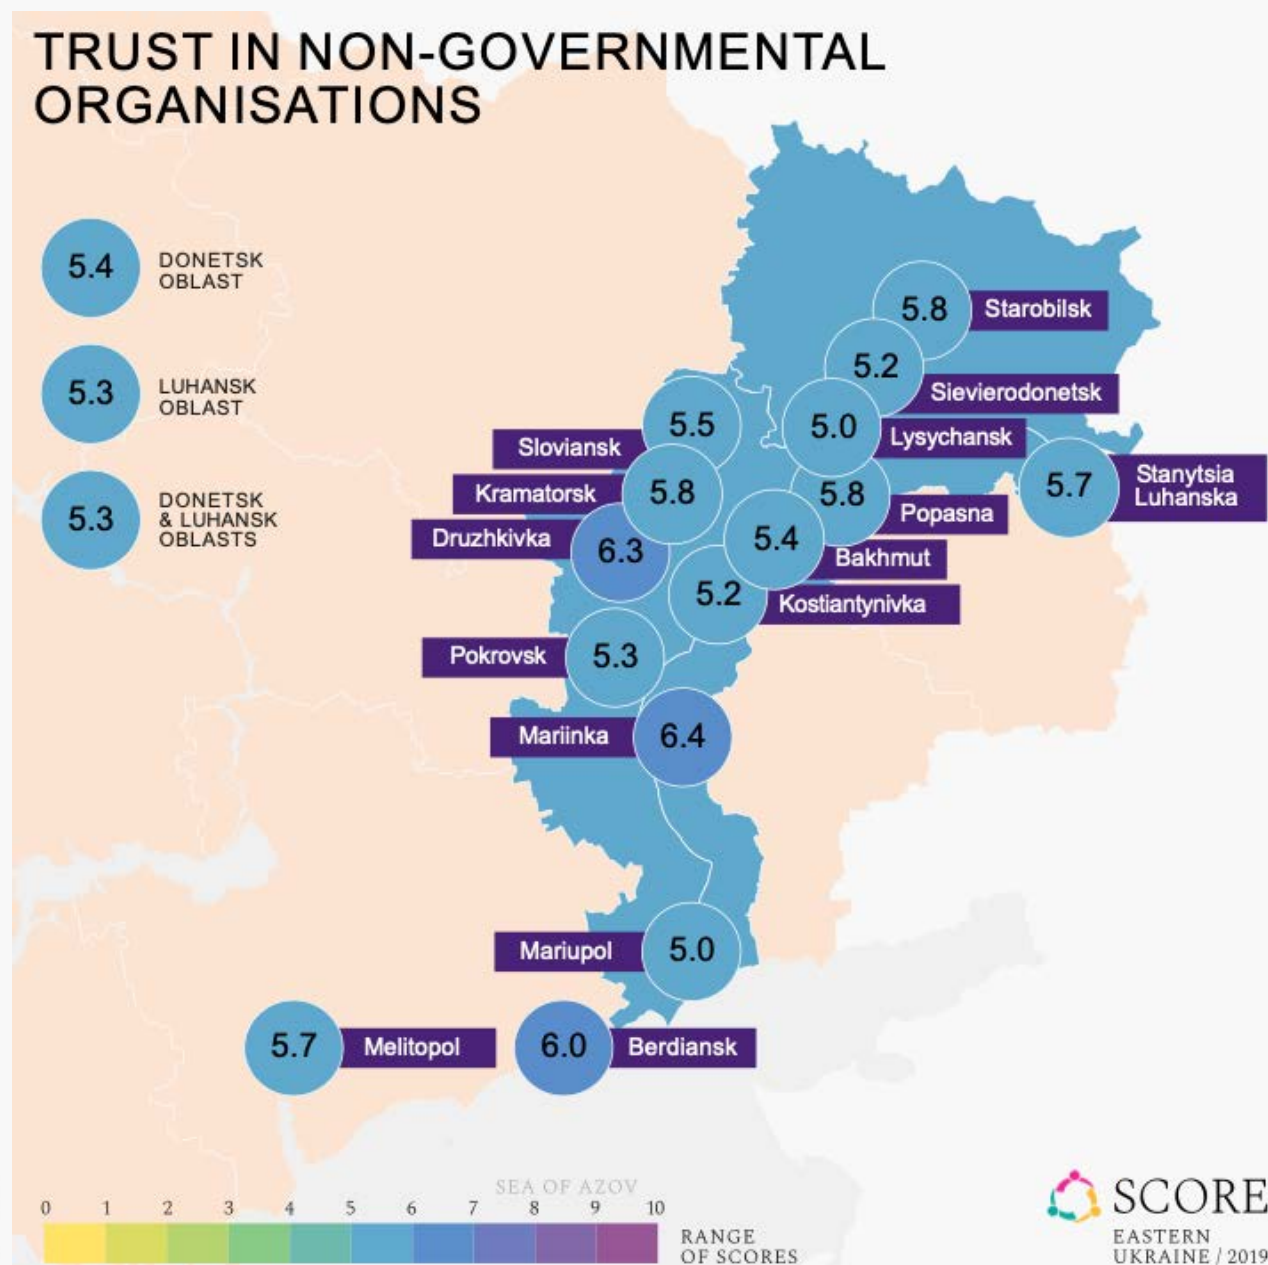 TRUST IN NON-GOVERNMENTAL
ORGANISATIONS
5.4
DONETSK
OBLAST
5.3
LUHANSK
OBLAST
5.3
DONETSK
& LUHANSK
OBLASTS
5.8
Starobilsk
5.2
Sievierodonetsk
5.0
Lysychansk
5.5
Sloviansk
5.8
Kramatorsk
5.7
Stanytsia
Luhanska
5.8
Popasna
6.3
Druzhkivka
5.4
Bakhmut
5.2
Kostiantynivka
Pokrovsk
5.3
Mariinka
6.4
Mariupol
5.0
5.7
Melitopol
6.0
Berdiansk
SEA OF AZOV
0 1 2 3 4 5 6 7 8 9 10
RANGE
OF SCORES
SCORE
EASTERN
UKRAINE / 2019